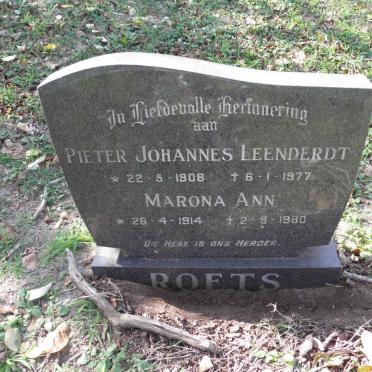 In Liefdevolle Herinnering
aan
PIETER JOHANNES LEENDERDT
* 22-5-1908 † 6-1-1977
MARONA ANN
* 26-4-1914 † 2-9-1980
DIE HERE IS ONS HERDER.
ROETS